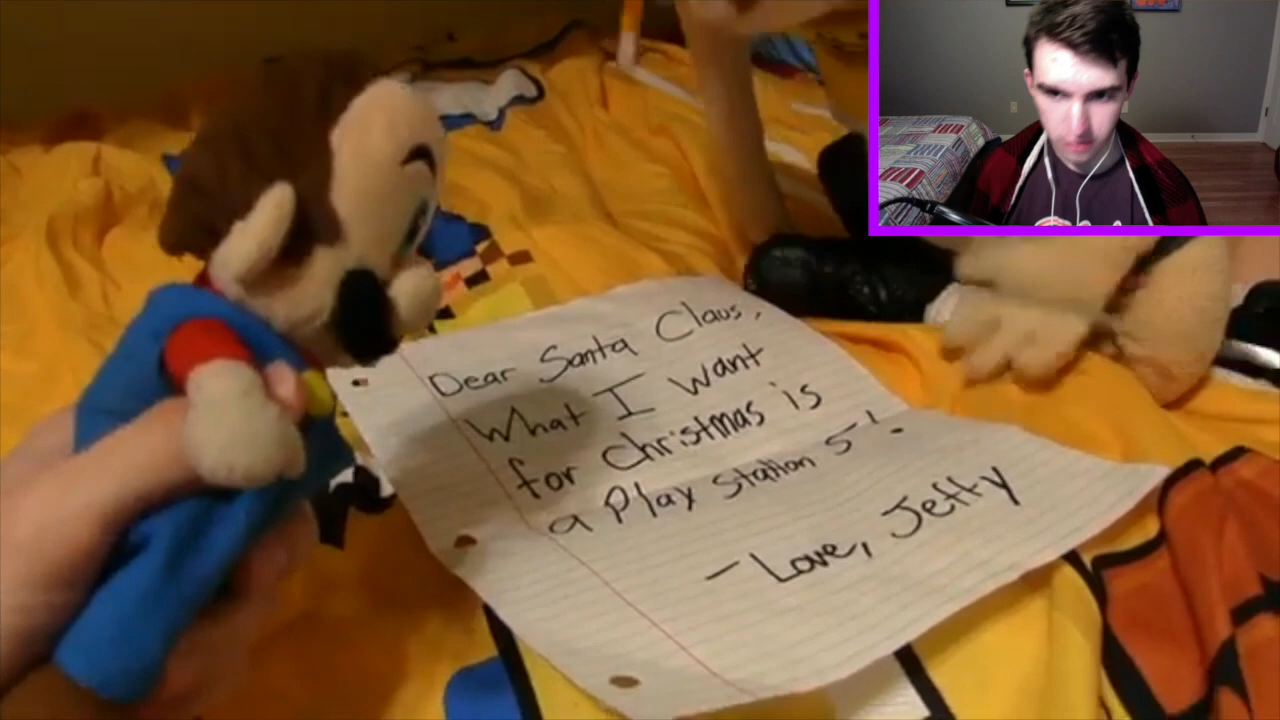 Dear Santa Claus,
What I want
for Christmas is
a Play Station 5!
- Love, Jeffy